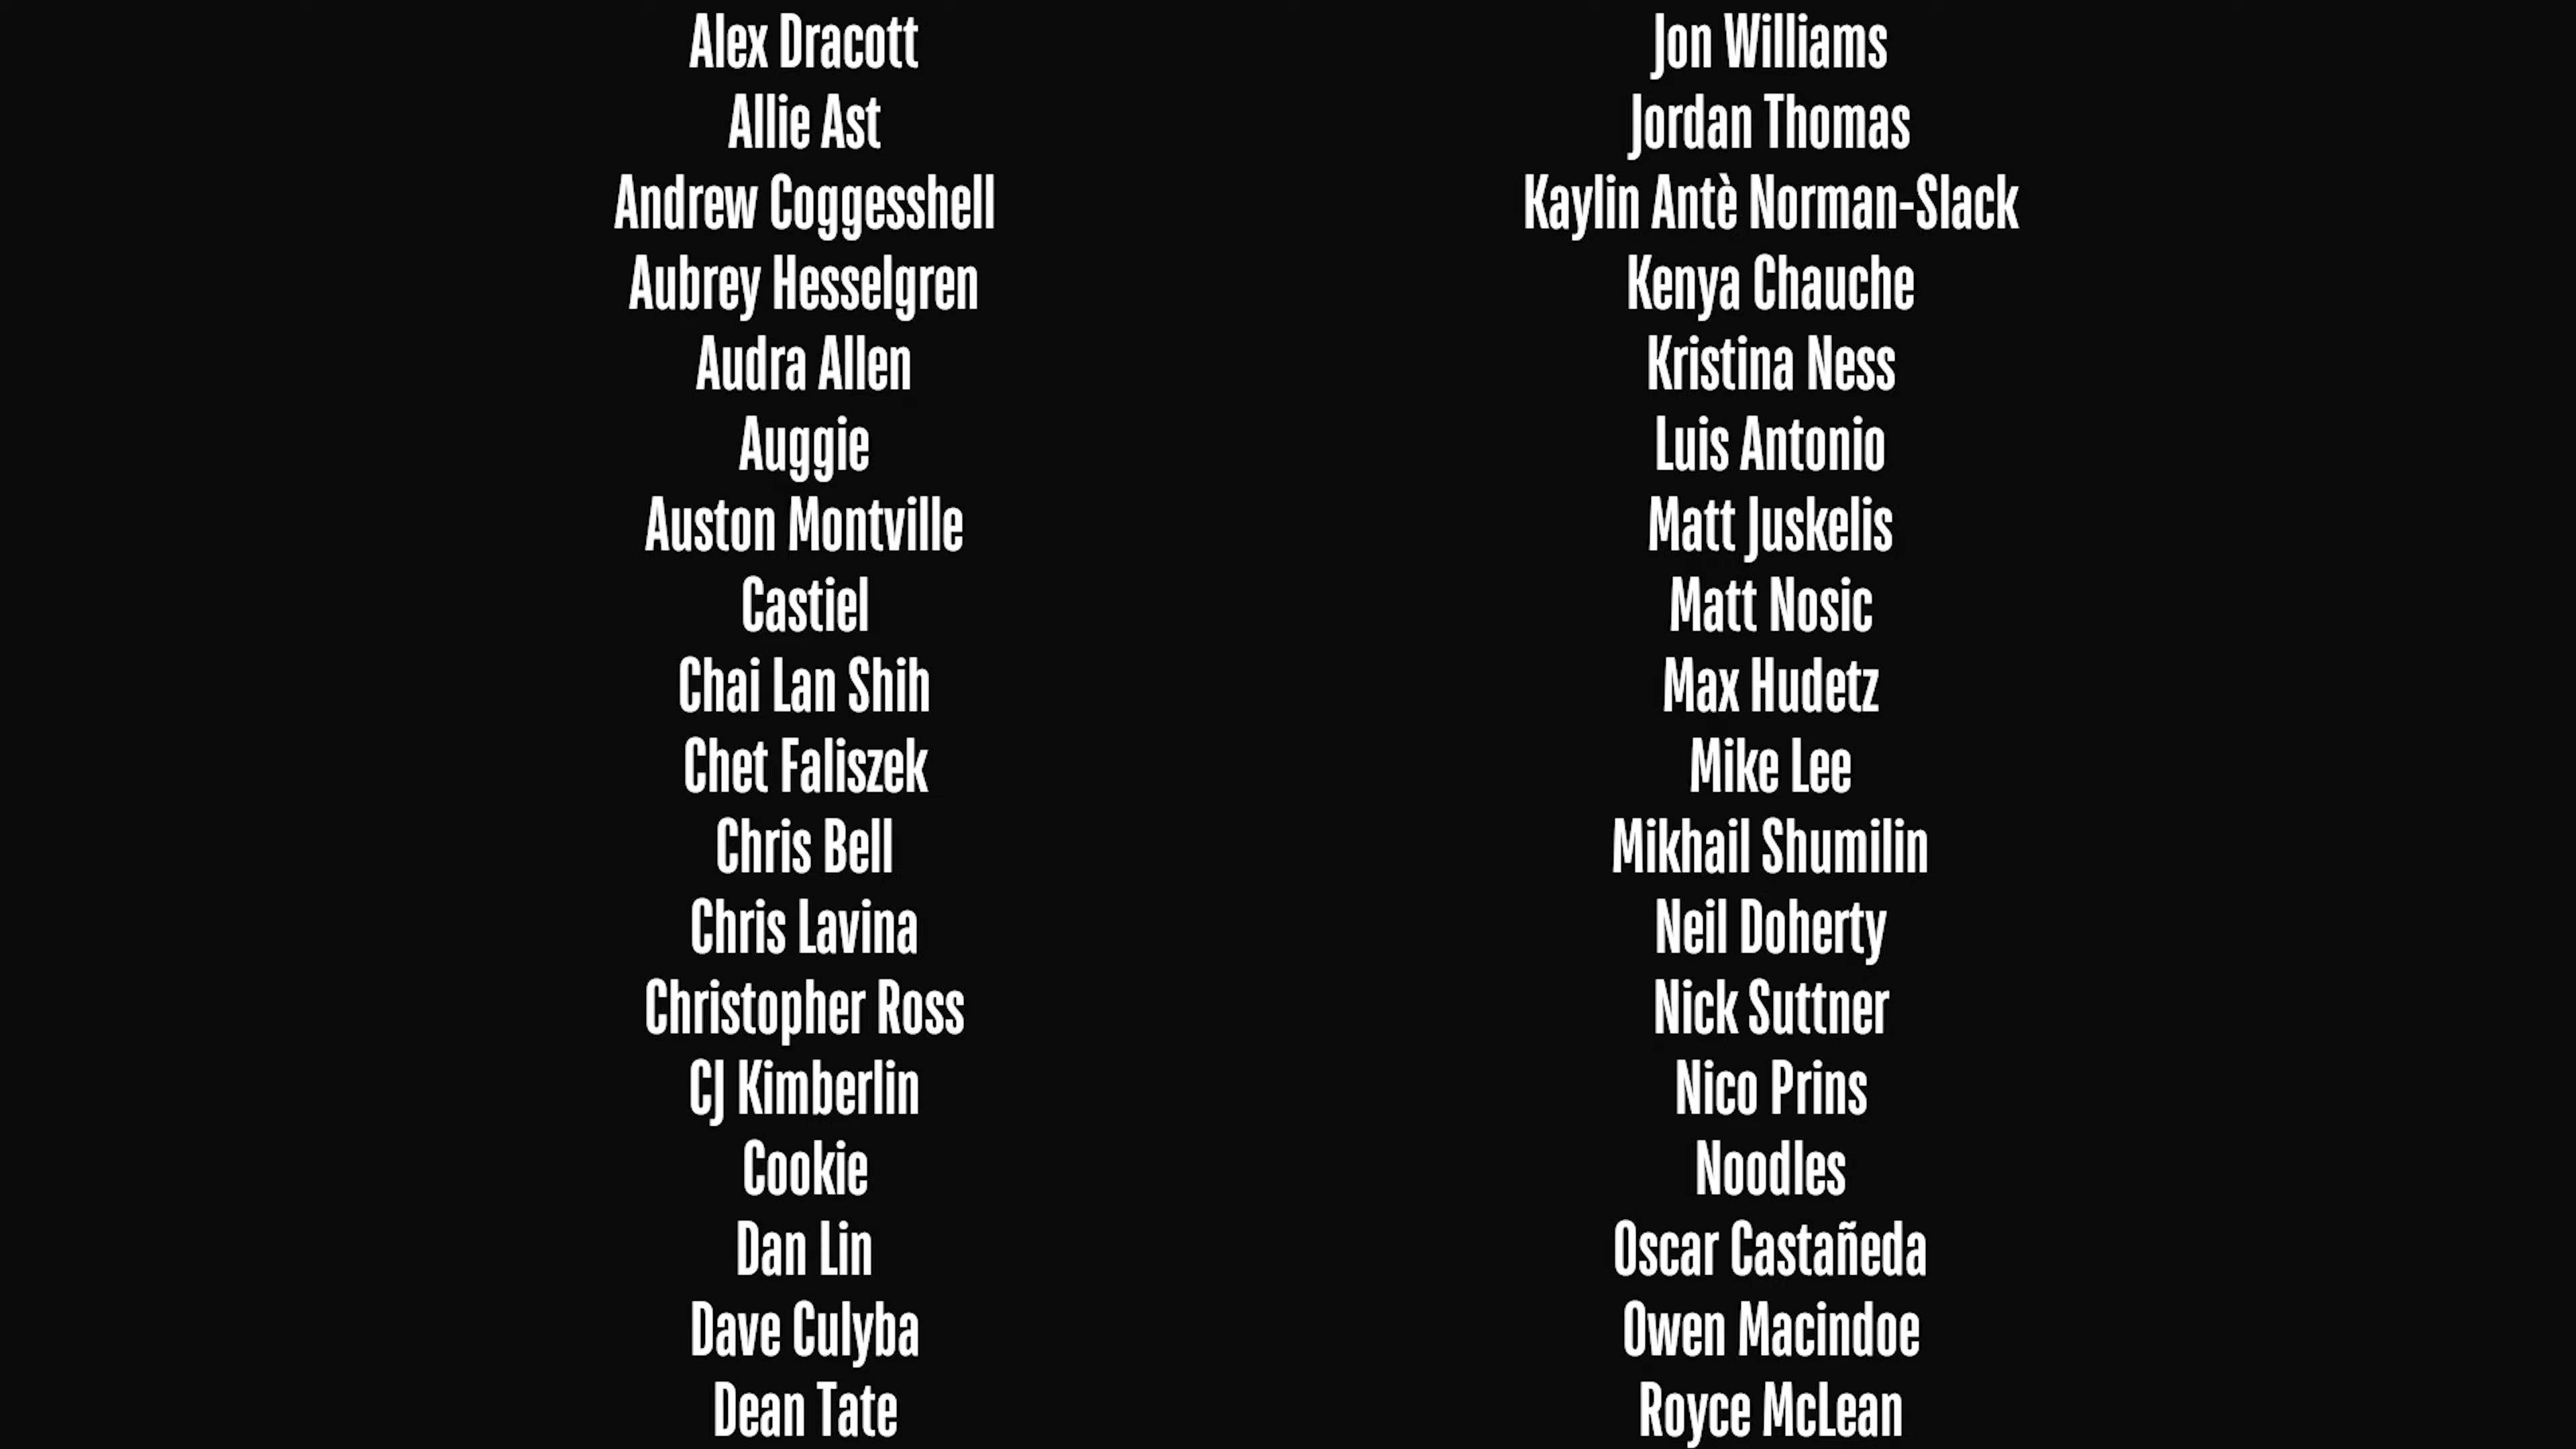 Alex Dracott
Allie Ast
Andrew Coggesshell
Aubrey Hesselgren
Audra Allen
Auggie
Auston Montville
Castiel
Chai Lan Shih
Chet Faliszek
Chris Bell
Chris Lavina
Christopher Ross
CJ Kimberlin
Cookie
Dan Lin
Dave Culyba
Dean Tate
Jon Williams
Jordan Thomas
Kaylin Antè Norman-Slack
Kenya Chauche
Kristina Ness
Luis Antonio
Matt Juskelis
Matt Nosic
Max Hudetz
Mike Lee
Mikhail Shumilin
Neil Doherty
Nick Suttner
Nico Prins
Noodles
Oscar Castañeda
Owen Macindoe
Royce McLean